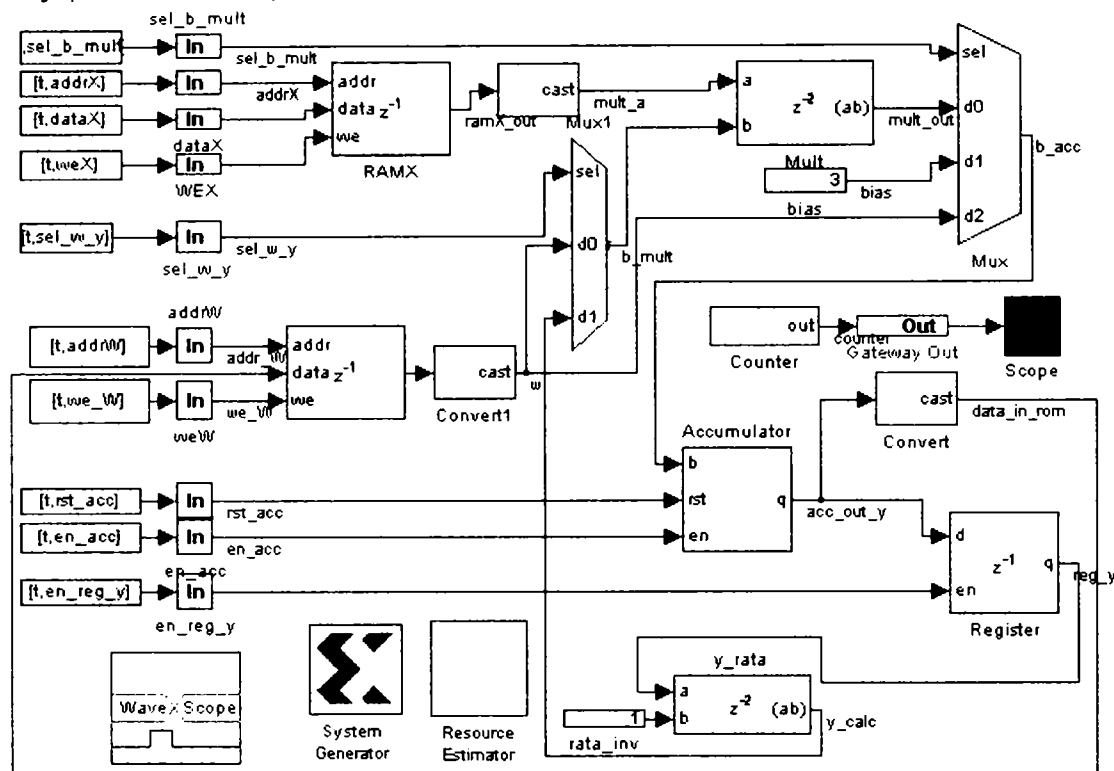 sel_b_mult
,sel_b_mult
In
sel_b_mult
[t,addrX]
In
addrX
[t,dataX]
In
dataX
[t,weX]
In
WEX
addr
data z⁻¹
we
RAMX
ramX_out
cast
Mux1
mult_a
a
b
z⁻² (ab)
Mult
mult_out
3
bias
bias
sel
d0
d1
d2
Mux
b_acc
[t,sel_w_y]
In
sel_w_y
sel_w_y
sel
d0
d1
b_mult
addrW
[t,addrW]
In
addr_W
[t,we_W]
In
we_W
weW
addr
data z⁻¹
we
cast
Convert1
w
out
Counter
counter
Out
Gateway Out
Scope
cast
Convert
data_in_rom
Accumulator
b
rst
en
q
acc_out_y
[t,rst_acc]
In
rst_acc
[t,en_acc]
In
en_acc
en_acc
[t,en_reg_y]
In
en_reg_y
d
en
z⁻¹
q
reg_y
Register
WaveXScope
System
Generator
Resource
Estimator
y_rata
a
b
z⁻² (ab)
y_calc
1
rata_inv